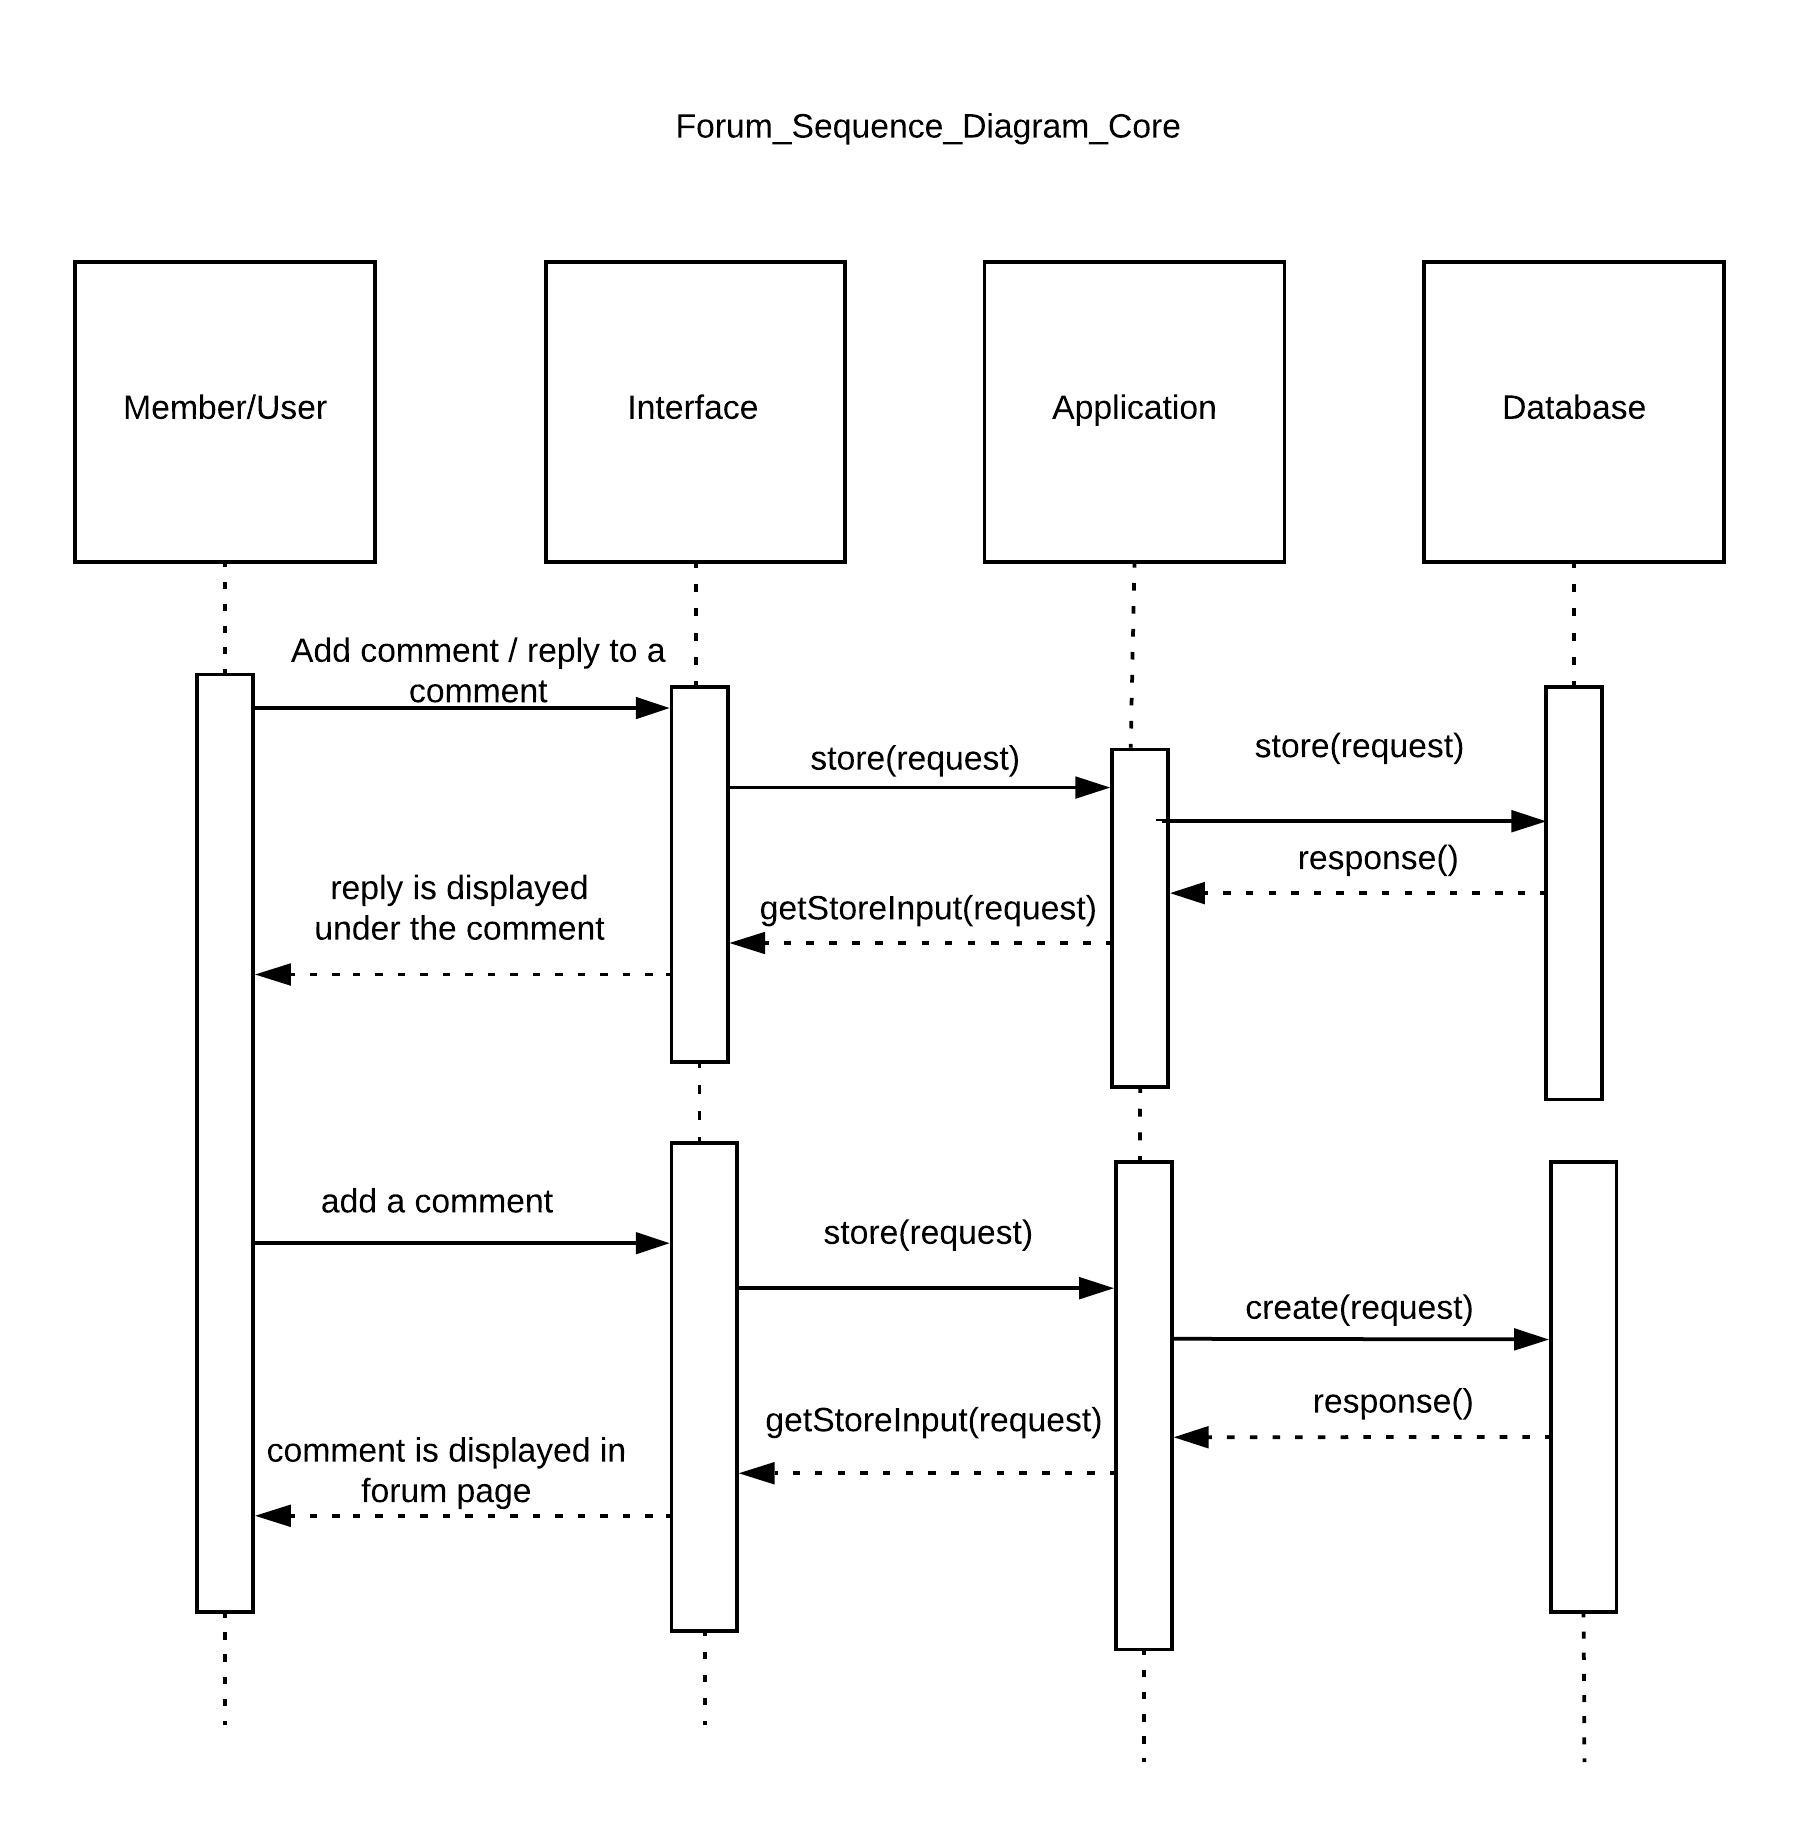 Forum_Sequence_Diagram_Core
Member/User
Interface
Application
Database
Add comment / reply to a
comment
store(request)
store(request)
response()
getStoreInput(request)
reply is displayed
under the comment
add a comment
store(request)
create(request)
response()
getStoreInput(request)
comment is displayed in
forum page